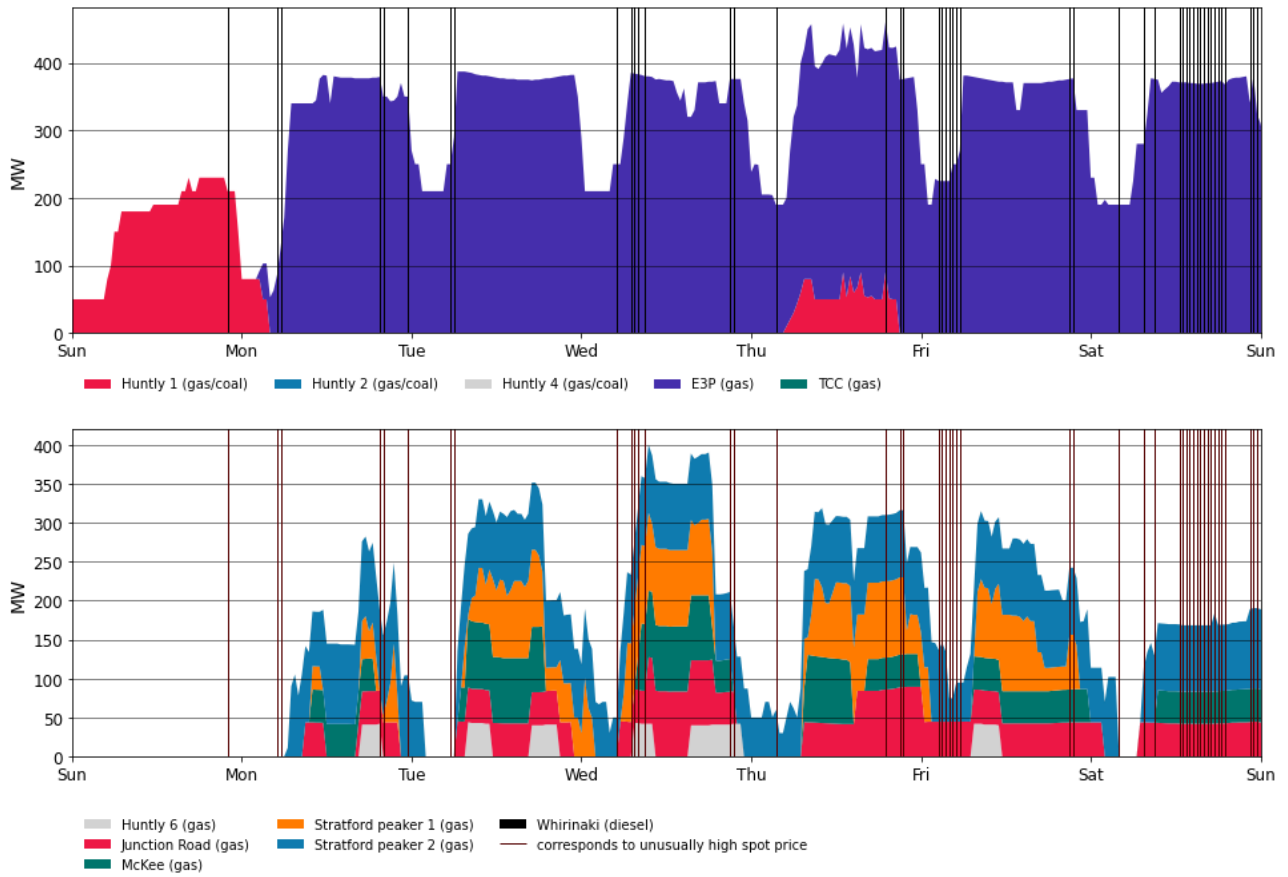 400
300
200
100
0
MW
Sun Mon Tue Wed Thu Fri Sat Sun
Huntly 1 (gas/coal) Huntly 2 (gas/coal) Huntly 4 (gas/coal) E3P (gas) TCC (gas)
400
350
300
250
200
150
100
50
0
MW
Sun Mon Tue Wed Thu Fri Sat Sun
Huntly 6 (gas) Stratford peaker 1 (gas) Whirinaki (diesel)
Junction Road (gas) Stratford peaker 2 (gas) corresponds to unusually high spot price
McKee (gas)